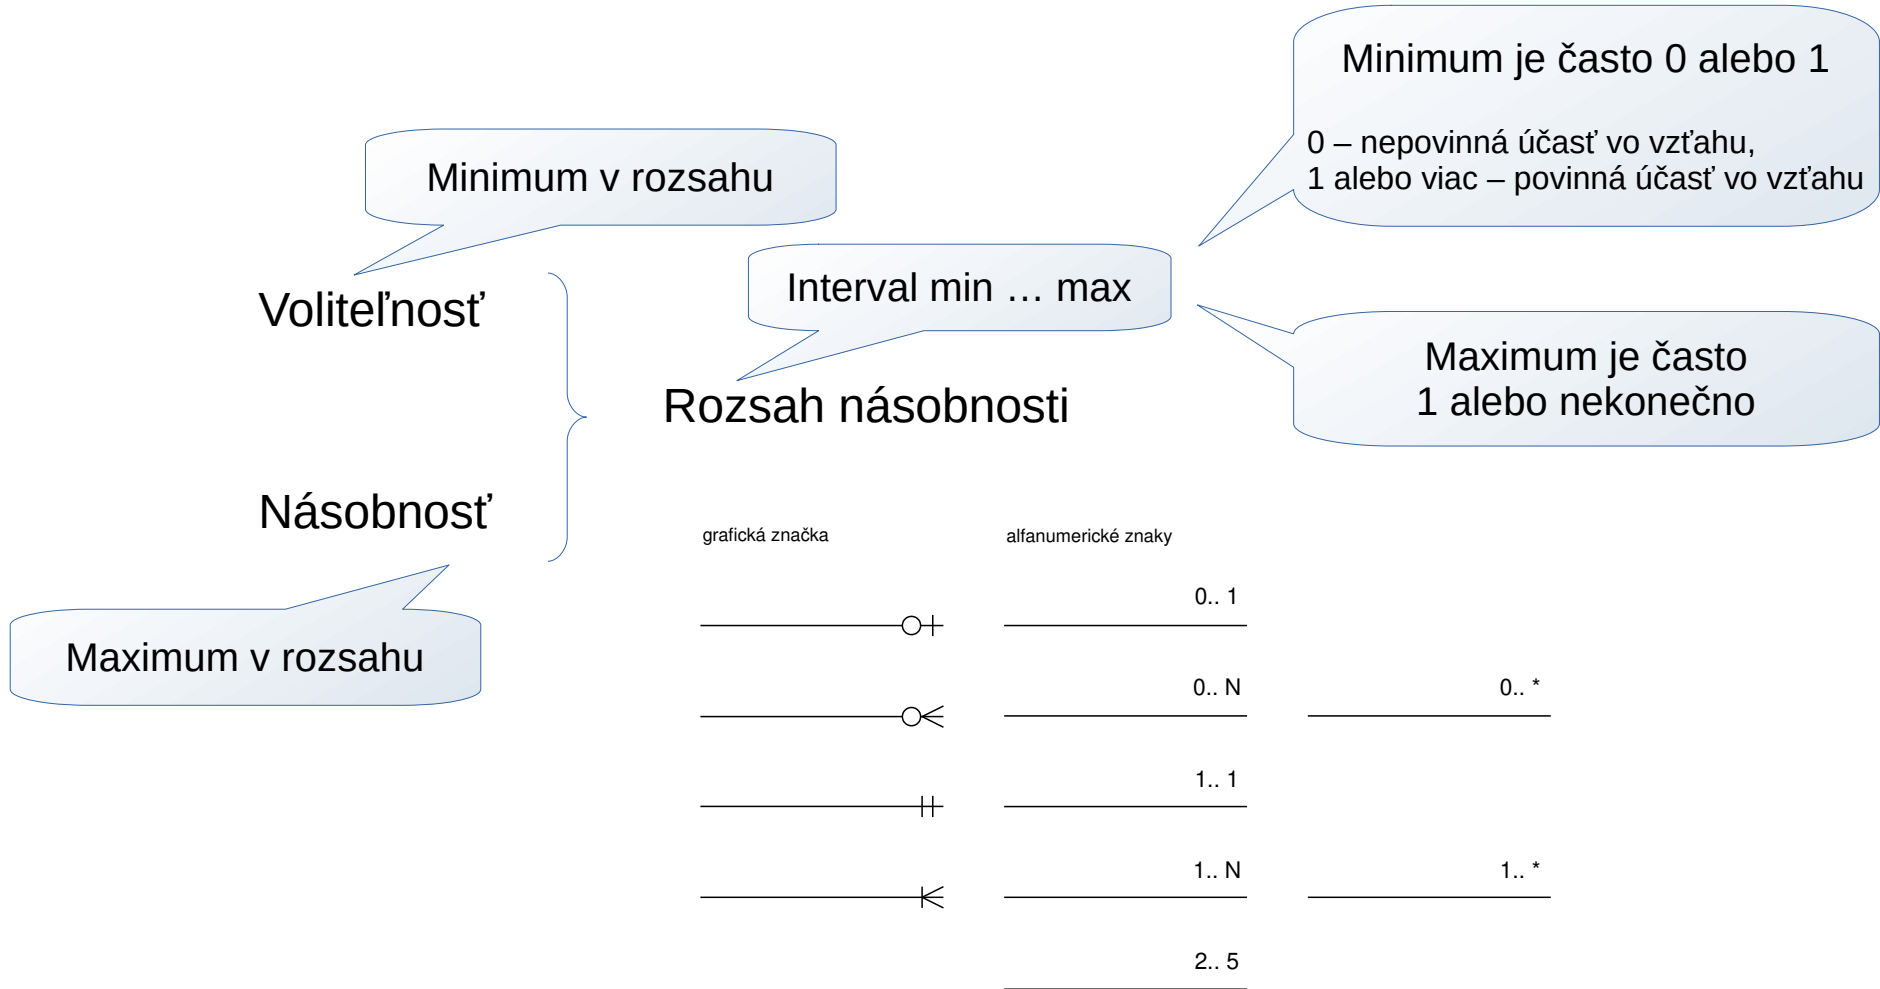 Minimum je často 0 alebo 1
0 – nepovinná účasť vo vzťahu,
1 alebo viac – povinná účasť vo vzťahu
Minimum v rozsahu
Interval min … max
Voliteľnosť
Maximum je často
1 alebo nekonečno
Rozsah násobnosti
Násobnosť
grafická značka
alfanumerické znaky
Maximum v rozsahu
0.. 1
0.. N
0.. *
1.. 1
1.. N
1.. *
2.. 5